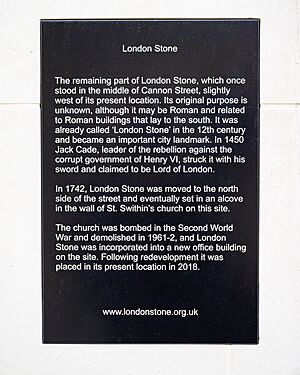 London Stone
The remaining part of London Stone, which once
stood in the middle of Cannon Street, slightly
west of its present location. Its original purpose is
unknown, although it may be Roman and related
to Roman buildings that lay to the south. It was
already called ‘London Stone’ in the 12th century
and became an important city landmark. In 1450
Jack Cade, leader of the rebellion against the
corrupt government of Henry VI, struck it with his
sword and claimed to be Lord of London.
In 1742, London Stone was moved to the north
side of the street and eventually set in an alcove
in the wall of St. Swithin’s church on this site.
The church was bombed in the Second World
War and demolished in 1961-2, and London
Stone was incorporated into a new office building
on the site. Following redevelopment it was
placed in its present location in 2018.
www.londonstone.org.uk